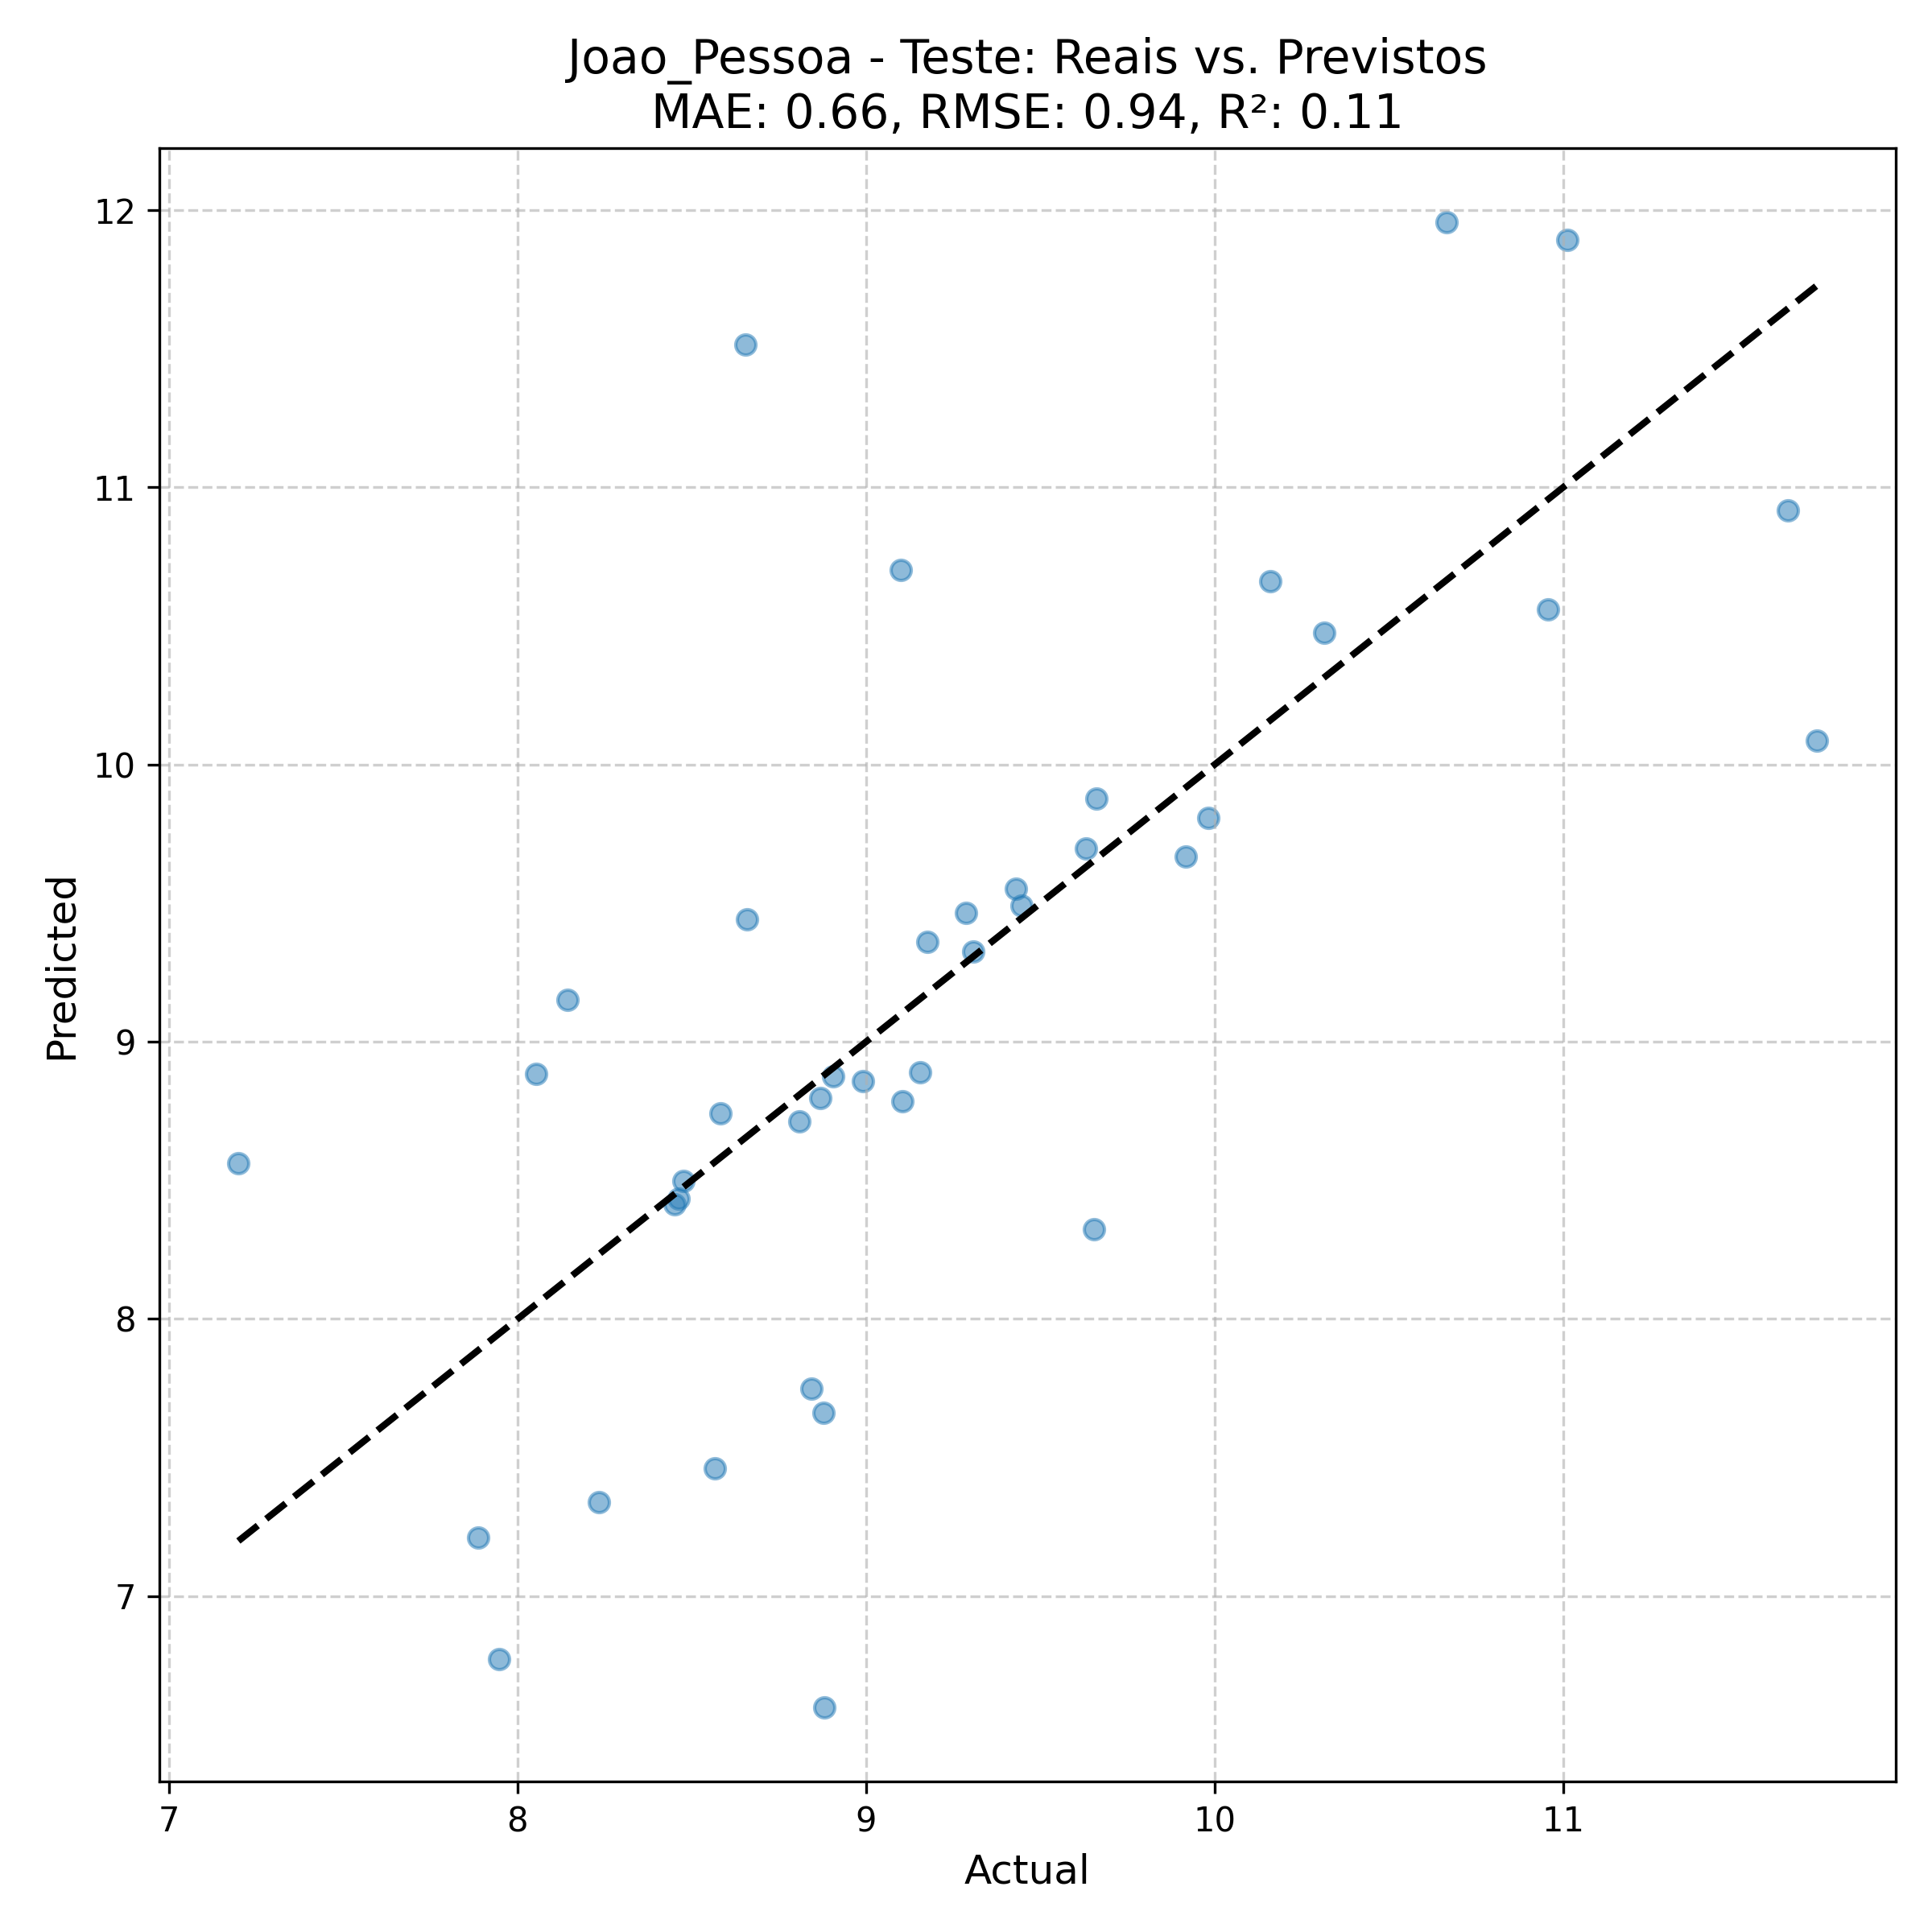 Joao_Pessoa - Teste: Reais vs. Previstos
MAE: 0.66, RMSE: 0.94, R²: 0.11
12
11
10
9
8
7
Predicted
7
8
9
10
11
Actual